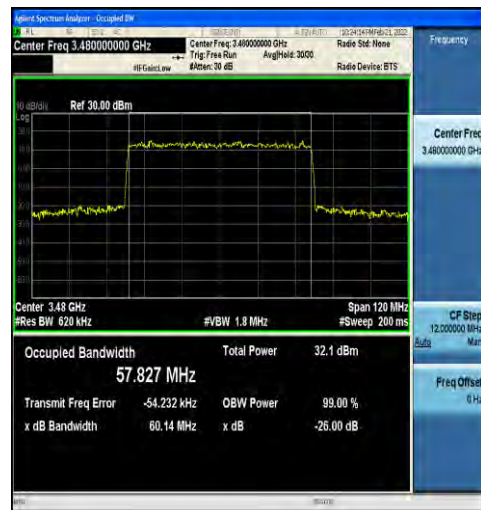 Agilent Spectrum Analyzer - Occupied BW
Center Freq 3.480000000 GHz
Center Freq: 3.480000000 GHz
Radio Std: None
Frequency
Trig: Free Run
Avg|Hold: 30/30
#IFGain:Low
#Atten: 30 dB
Radio Device: BTS
10 dB/div
Ref 30.00 dBm
Log
Center Freq
3.480000000 GHz
Center 3.48 GHz
Span 120 MHz
#Res BW 620 kHz
#VBW 1.8 MHz
#Sweep 200 ms
CF Step
12.000000 MHz
Auto
Man
Occupied Bandwidth
Total Power
32.1 dBm
57.827 MHz
Freq Offset
0 Hz
Transmit Freq Error
-54.232 kHz
OBW Power
99.00 %
x dB Bandwidth
60.14 MHz
x dB
-26.00 dB